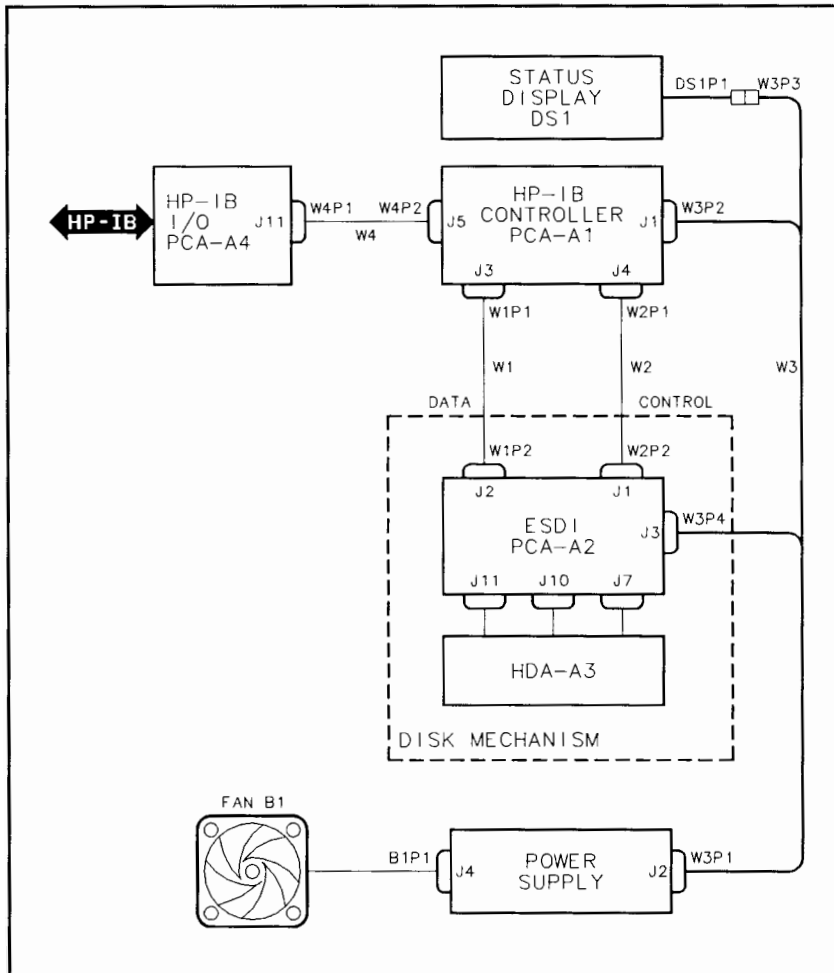 STATUS
DISPLAY
DS1
DS1P1
W3P3
HP-IB
HP-IB
I/O
PCA-A4
J11
W4P1
W4P2
W4
J5
HP-IB
CONTROLLER
PCA-A1
J1
W3P2
J3
J4
W1P1
W2P1
W1
W2
W3
DATA
CONTROL
W1P2
W2P2
J2
J1
ESDI
PCA-A2
J3
W3P4
J11
J10
J7
HDA-A3
DISK MECHANISM
FAN B1
B1P1
J4
POWER
SUPPLY
J2
W3P1